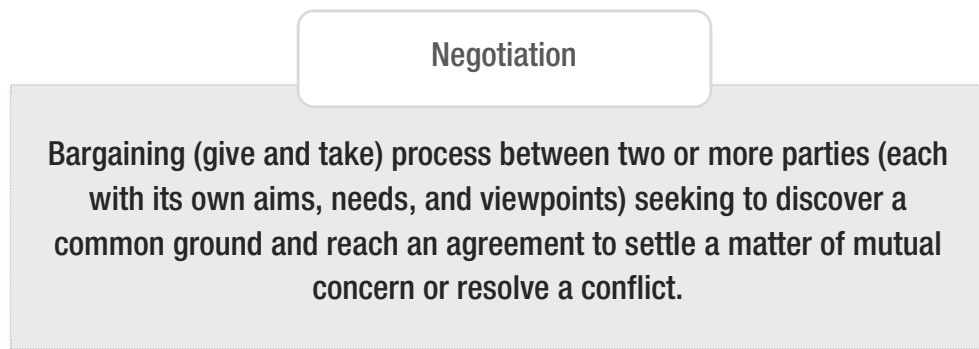 Negotiation
Bargaining (give and take) process between two or more parties (each
with its own aims, needs, and viewpoints) seeking to discover a
common ground and reach an agreement to settle a matter of mutual
concern or resolve a conflict.